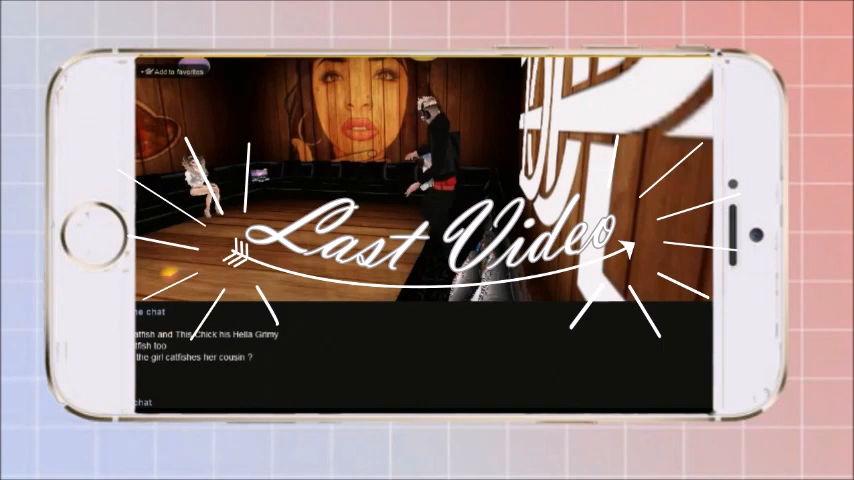 Add to favorites
Last Video
he chat
atfish and This Chick his Hella Grimy
tfish too
the girl catfishes her cousin ?
chat